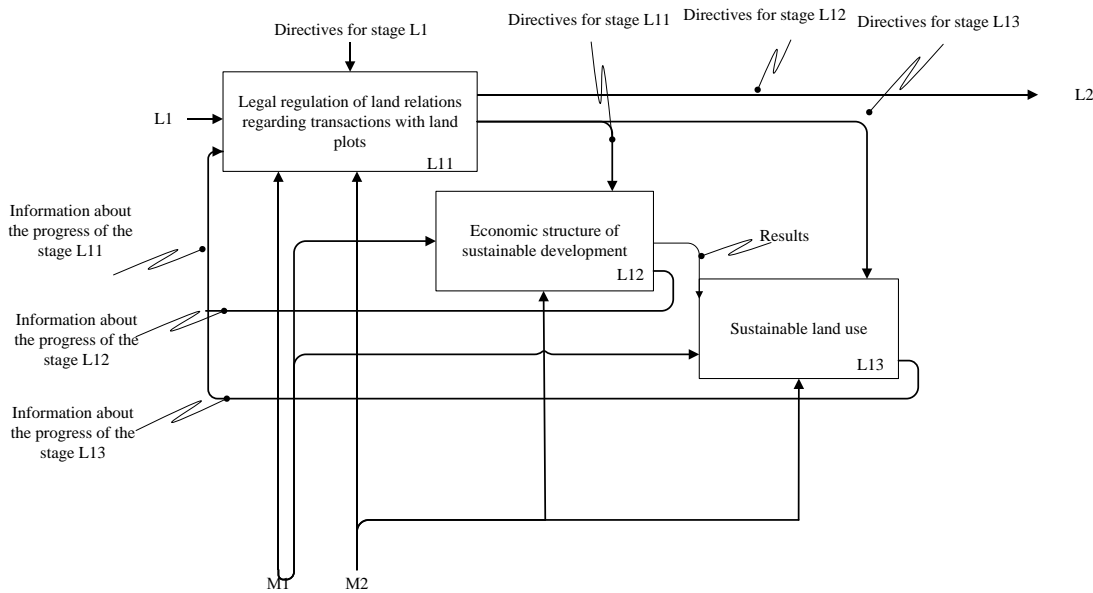 Directives for stage L1
Directives for stage L11
Directives for stage L12
Directives for stage L13
L1
Legal regulation of land relations
regarding transactions with land
plots
L11
L2
Information about
the progress of the
stage L11
Economic structure of
sustainable development
L12
Results
Information about
the progress of the
stage L12
Sustainable land use
L13
Information about
the progress of the
stage L13
M1
M2